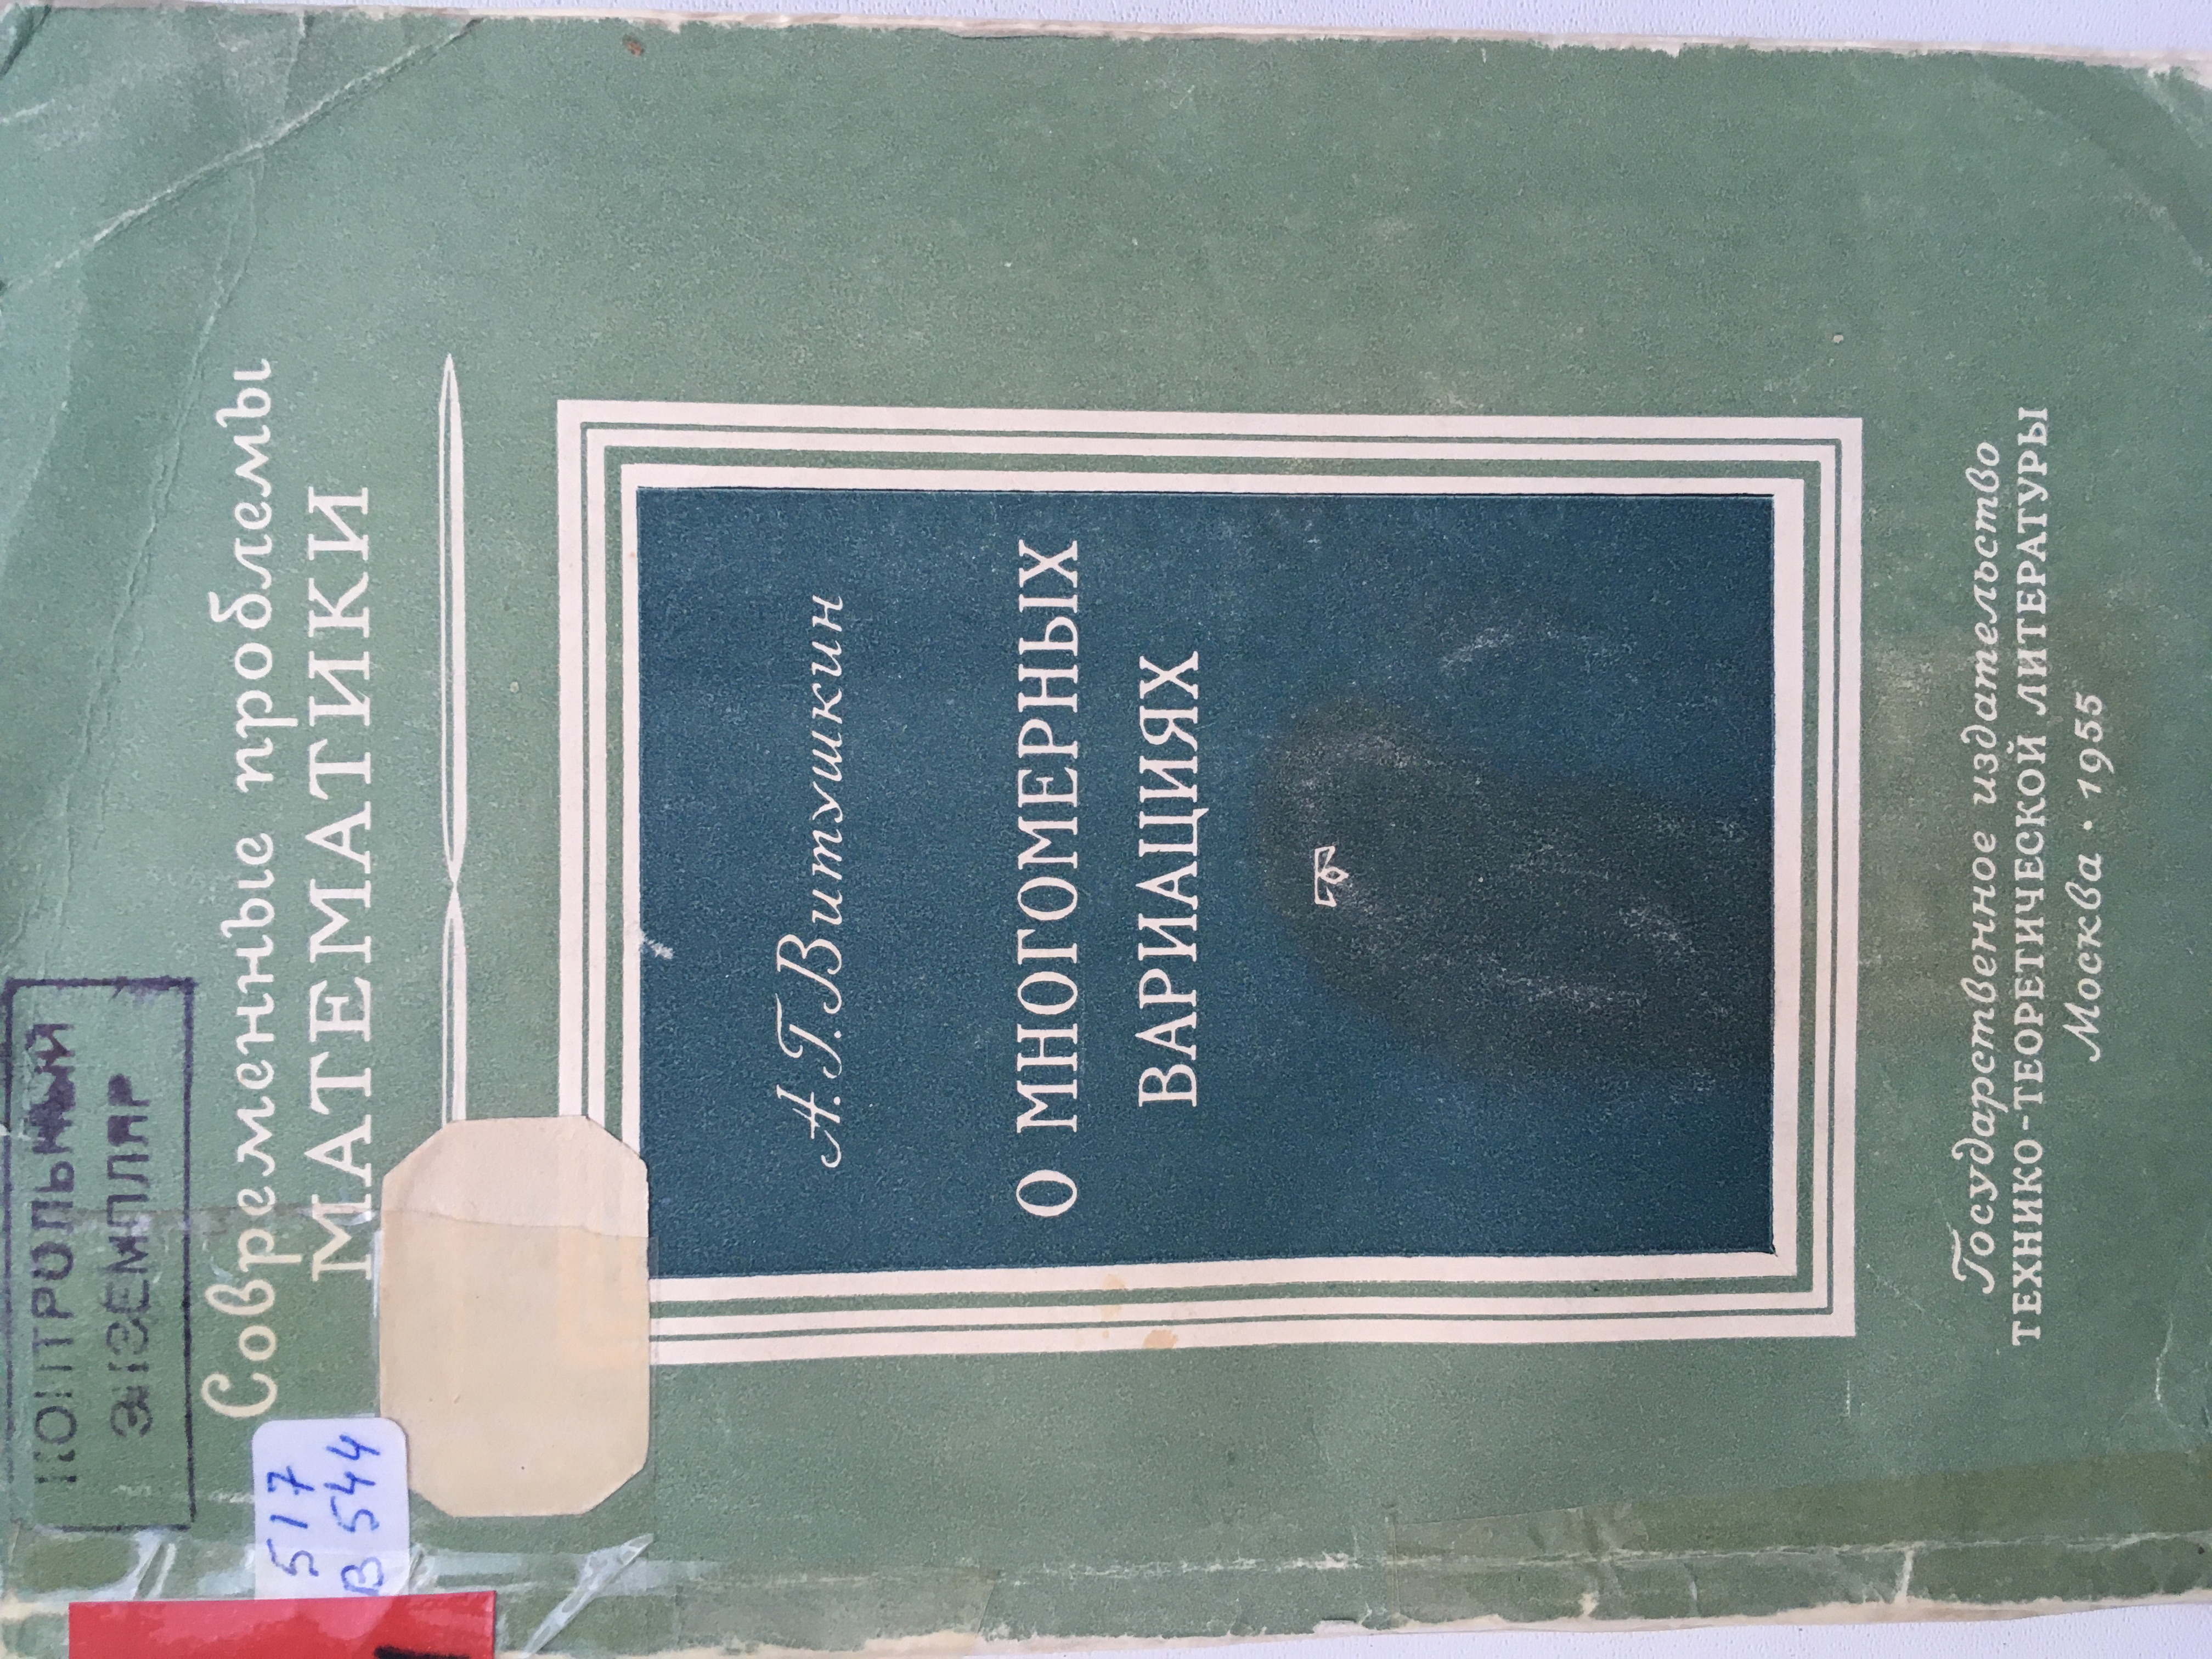 КОНТРОЛЬНЫЙ
ЭКЗЕМПЛЯР
517
В 544
Современные проблемы
МАТЕМАТИКИ
А.Г.Витушкин
О МНОГОМЕРНЫХ
ВАРИАЦИЯХ
Государственное издательство
ТЕХНИКО-ТЕОРЕТИЧЕСКОЙ ЛИТЕРАТУРЫ
Москва • 1955